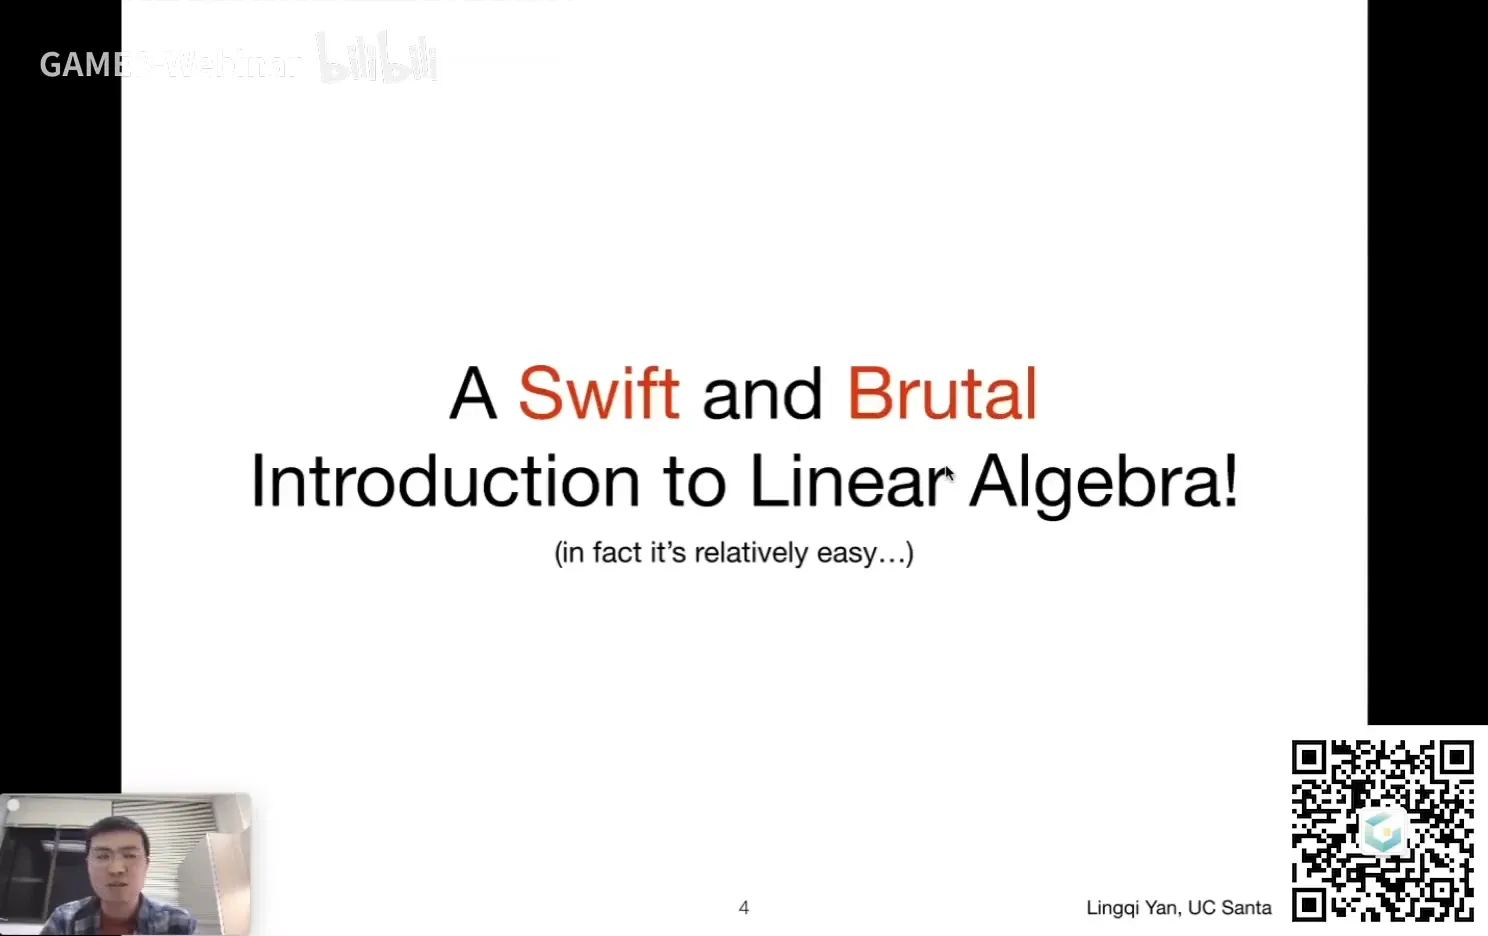 GAMES-Webinar bilibili
A Swift and Brutal
Introduction to Linear Algebra!
(in fact it’s relatively easy…)
4
Lingqi Yan, UC Santa